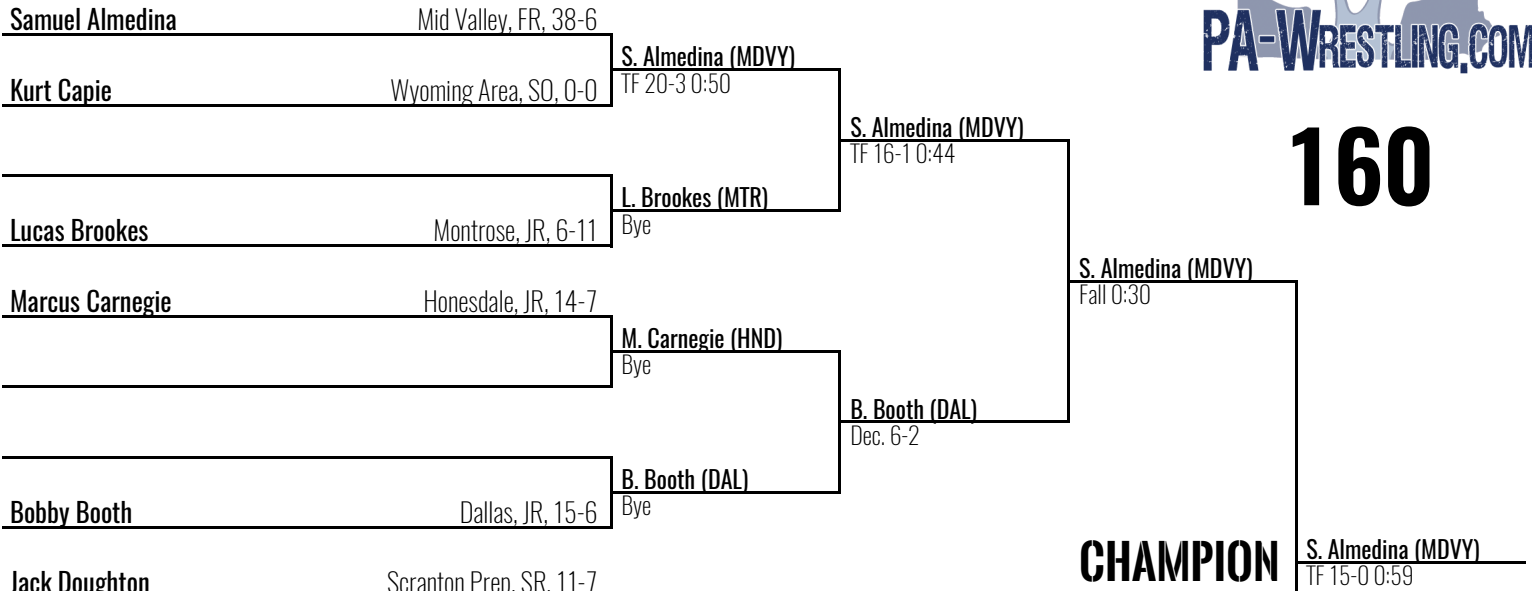 Samuel Almedina Mid Valley, FR, 38-6
S. Almedina (MDVY)
TF 20-3 0:50
Kurt Capie Wyoming Area, SO, 0-0
S. Almedina (MDVY)
TF 16-1 0:44
L. Brookes (MTR)
Bye
Lucas Brookes Montrose, JR, 6-11
S. Almedina (MDVY)
Fall 0:30
Marcus Carnegie Honesdale, JR, 14-7
M. Carnegie (HND)
Bye
B. Booth (DAL)
Dec. 6-2
B. Booth (DAL)
Bye
Bobby Booth Dallas, JR, 15-6
CHAMPION
S. Almedina (MDVY)
TF 15-0 0:59
Jack Doughton Scranton Prep, SR, 11-7
PA-WRESTLING.COM
160